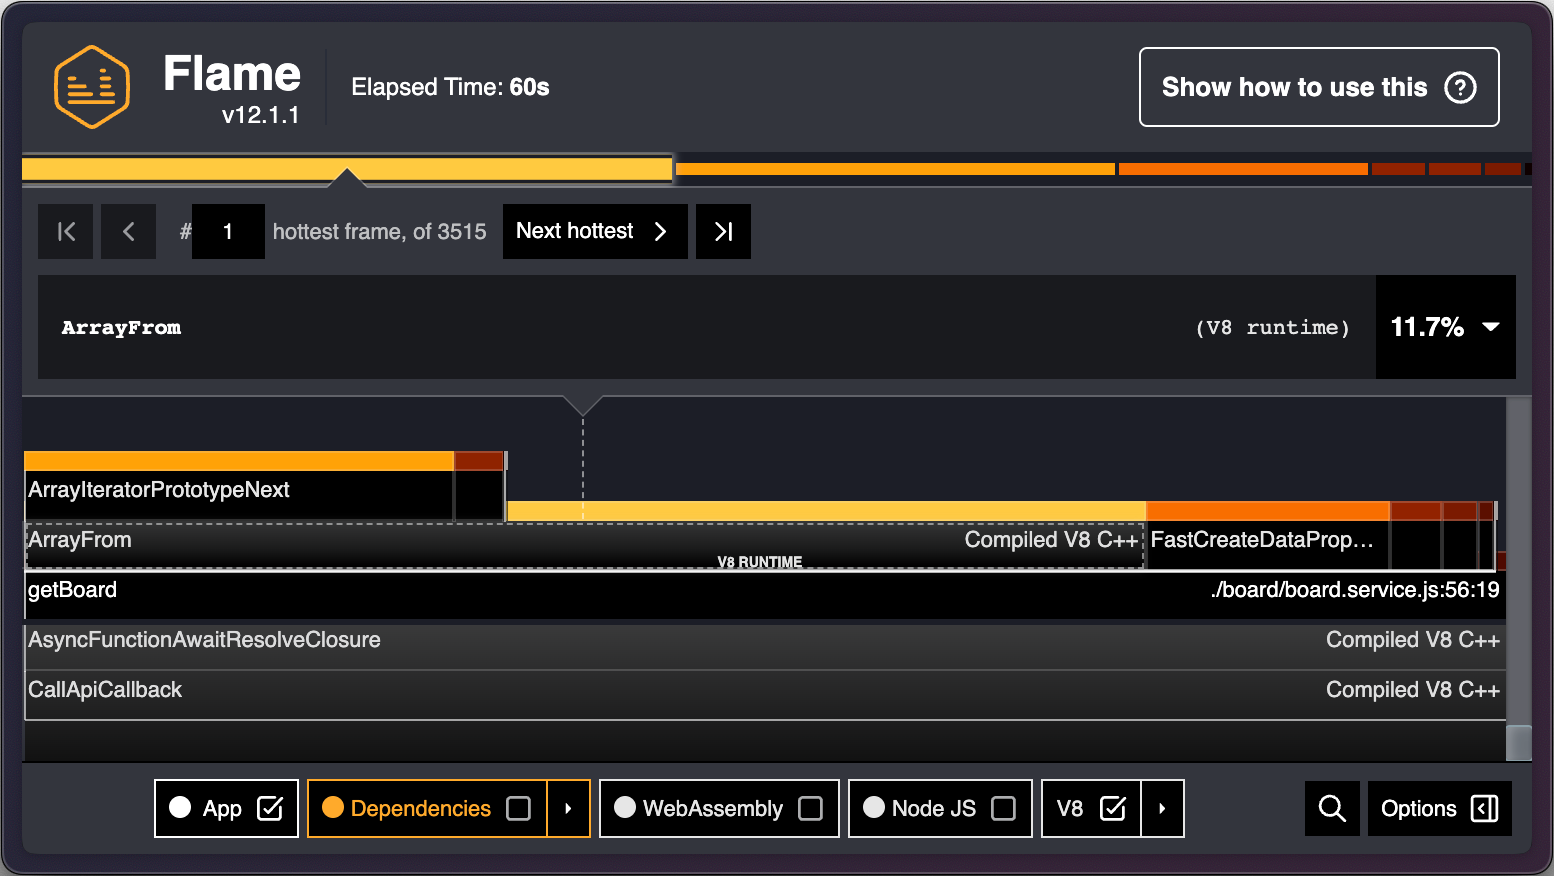 Flame
v12.1.1
Elapsed Time: 60s
Show how to use this ?
# 1 hottest frame, of 3515
Next hottest
ArrayFrom
(V8 runtime)
11.7%
ArrayIteratorPrototypeNext
ArrayFrom
Compiled V8 C++
V8 RUNTIME
FastCreateDataProp...
getBoard
./board/board.service.js:56:19
AsyncFunctionAwaitResolveClosure
Compiled V8 C++
CallApiCallback
Compiled V8 C++
App
Dependencies
WebAssembly
Node JS
V8
Options